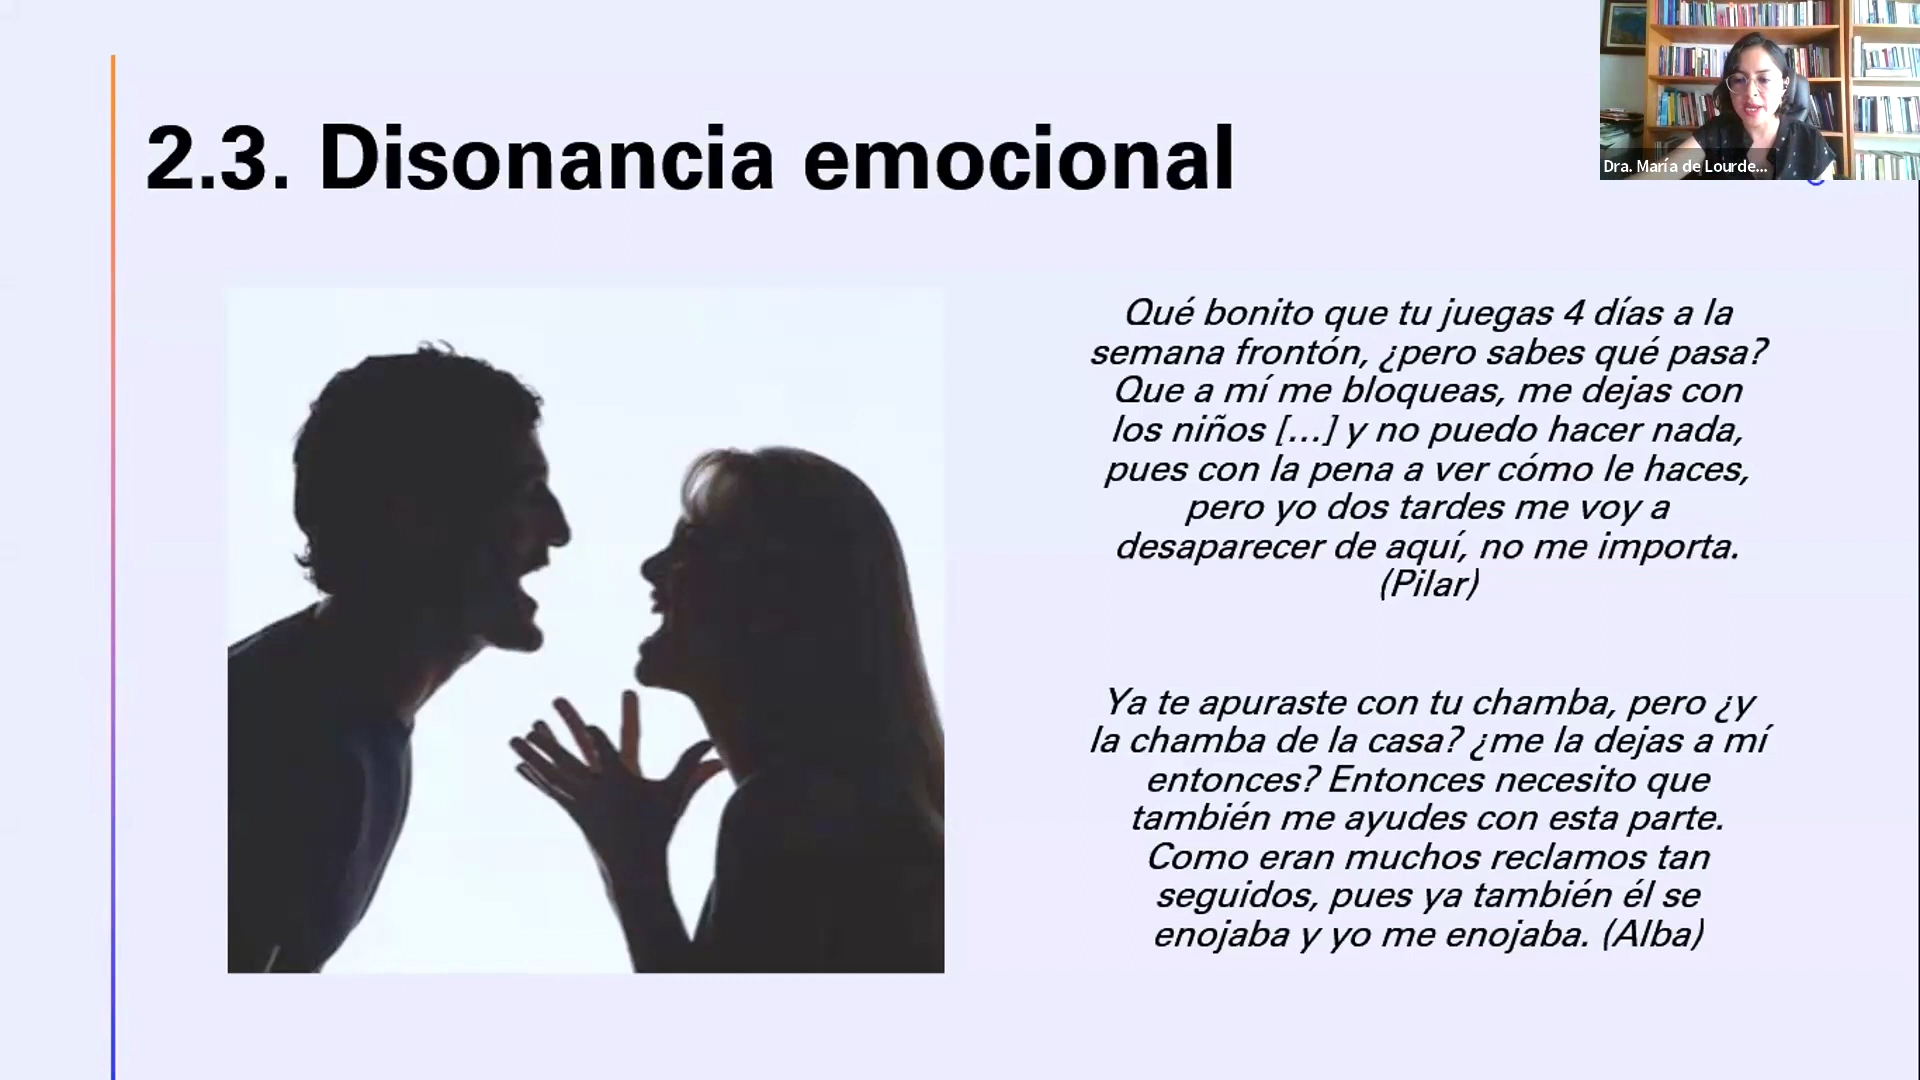 2.3. Disonancia emocional
Dra. María de Lourde...
Qué bonito que tu juegas 4 días a la
semana frontón, ¿pero sabes qué pasa?
Que a mí me bloqueas, me dejas con
los niños [...] y no puedo hacer nada,
pues con la pena a ver cómo le haces,
pero yo dos tardes me voy a
desaparecer de aquí, no me importa.
(Pilar)
Ya te apuraste con tu chamba, pero ¿y
la chamba de la casa? ¿me la dejas a mí
entonces? Entonces necesito que
también me ayudes con esta parte.
Como eran muchos reclamos tan
seguidos, pues ya también él se
enojaba y yo me enojaba. (Alba)